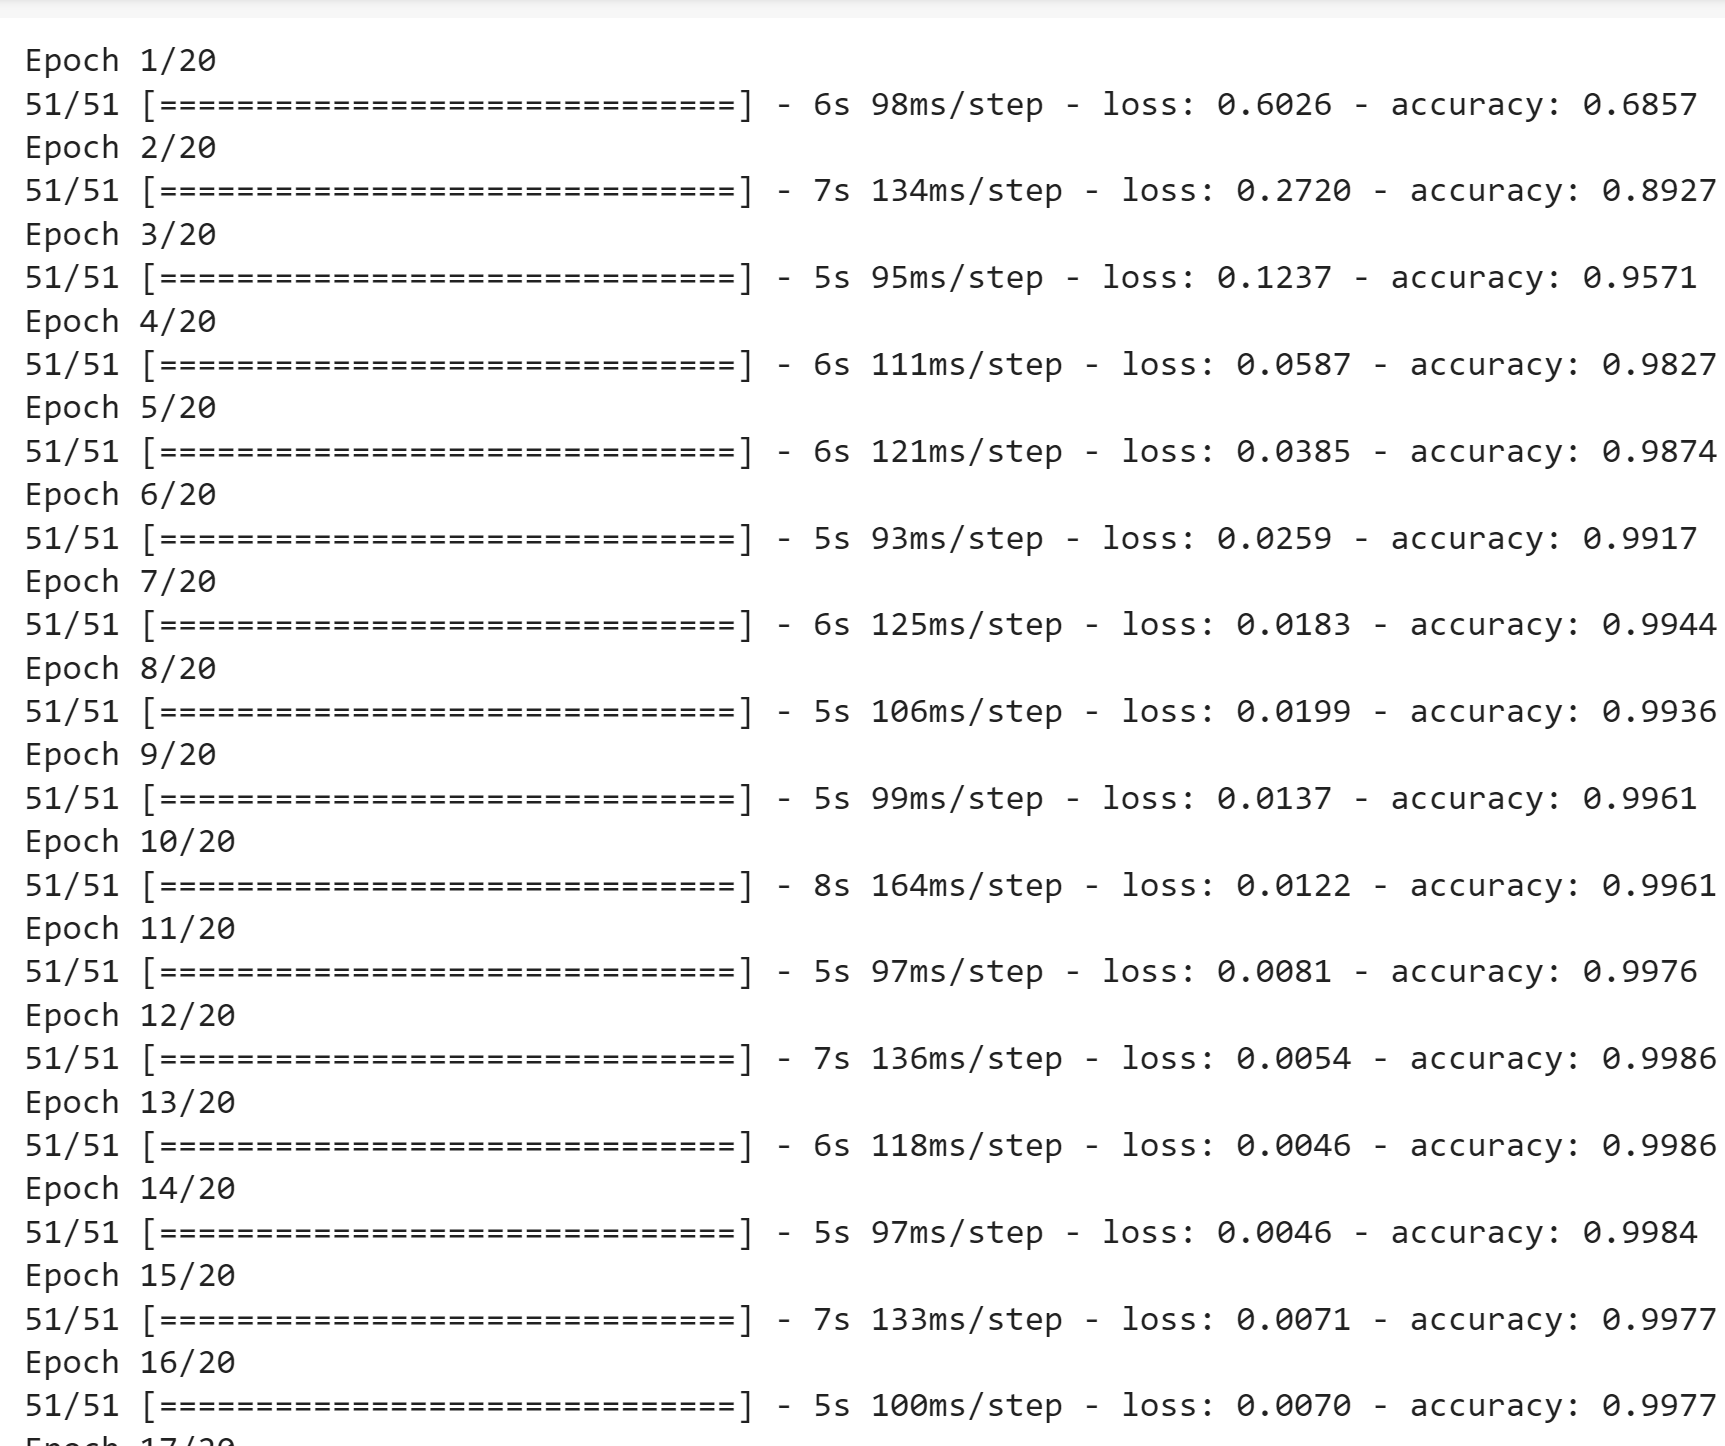 Epoch 1/20
51/51 [==============================] - 6s 98ms/step - loss: 0.6026 - accuracy: 0.6857
Epoch 2/20
51/51 [==============================] - 7s 134ms/step - loss: 0.2720 - accuracy: 0.8927
Epoch 3/20
51/51 [==============================] - 5s 95ms/step - loss: 0.1237 - accuracy: 0.9571
Epoch 4/20
51/51 [==============================] - 6s 111ms/step - loss: 0.0587 - accuracy: 0.9827
Epoch 5/20
51/51 [==============================] - 6s 121ms/step - loss: 0.0385 - accuracy: 0.9874
Epoch 6/20
51/51 [==============================] - 5s 93ms/step - loss: 0.0259 - accuracy: 0.9917
Epoch 7/20
51/51 [==============================] - 6s 125ms/step - loss: 0.0183 - accuracy: 0.9944
Epoch 8/20
51/51 [==============================] - 5s 106ms/step - loss: 0.0199 - accuracy: 0.9936
Epoch 9/20
51/51 [==============================] - 5s 99ms/step - loss: 0.0137 - accuracy: 0.9961
Epoch 10/20
51/51 [==============================] - 8s 164ms/step - loss: 0.0122 - accuracy: 0.9961
Epoch 11/20
51/51 [==============================] - 5s 97ms/step - loss: 0.0081 - accuracy: 0.9976
Epoch 12/20
51/51 [==============================] - 7s 136ms/step - loss: 0.0054 - accuracy: 0.9986
Epoch 13/20
51/51 [==============================] - 6s 118ms/step - loss: 0.0046 - accuracy: 0.9986
Epoch 14/20
51/51 [==============================] - 5s 97ms/step - loss: 0.0046 - accuracy: 0.9984
Epoch 15/20
51/51 [==============================] - 7s 133ms/step - loss: 0.0071 - accuracy: 0.9977
Epoch 16/20
51/51 [==============================] - 5s 100ms/step - loss: 0.0070 - accuracy: 0.9977
Epoch 17/20